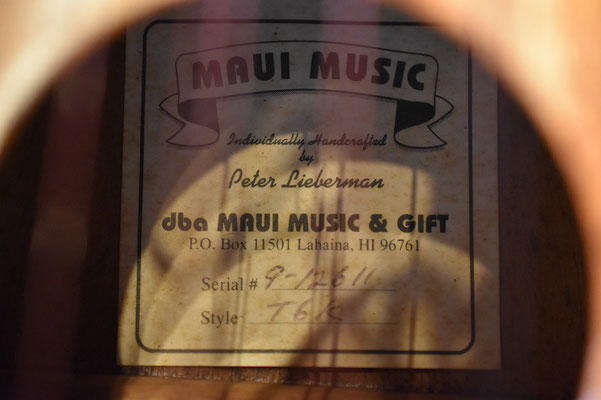 MAUI MUSIC
Individually Handcrafted
by
Peter Lieberman
dba MAUI MUSIC & GIFT
P.O. Box 11501 Lahaina, HI 96761
Serial # 9-12611
Style T6K